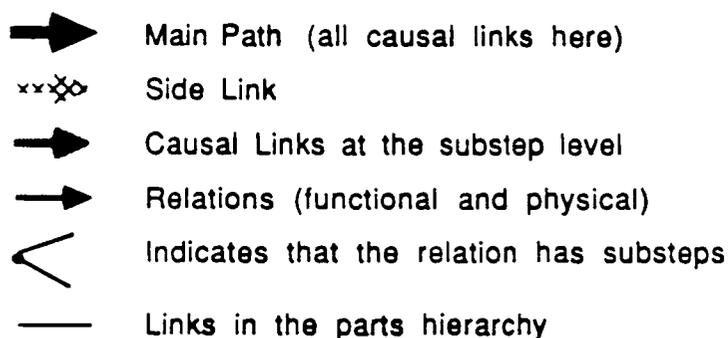 Main Path (all causal links here)
Side Link
Causal Links at the substep level
Relations (functional and physical)
Indicates that the relation has substeps
Links in the parts hierarchy